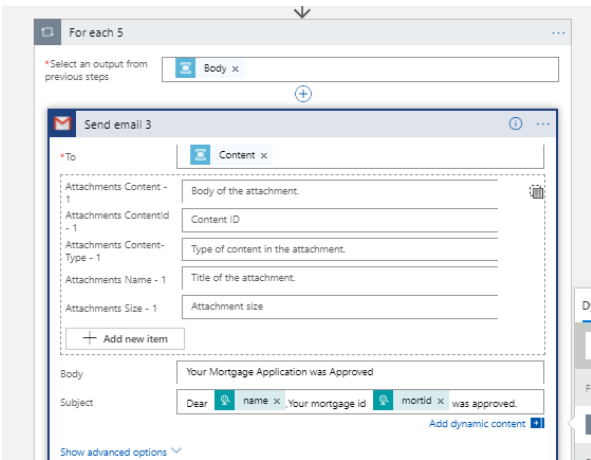 For each 5
...
*Select an output from
previous steps
Body ×
Send email 3
...
*To
Content ×
Attachments Content -
1
Body of the attachment.
Attachments ContentId
- 1
Content ID
Attachments Content-
Type - 1
Type of content in the attachment.
Attachments Name - 1
Title of the attachment.
Attachments Size - 1
Attachment size
+ Add new item
Body
Your Mortgage Application was Approved
Subject
Dear name × ,Your mortgage id mortid × was approved.
Add dynamic content
Show advanced options